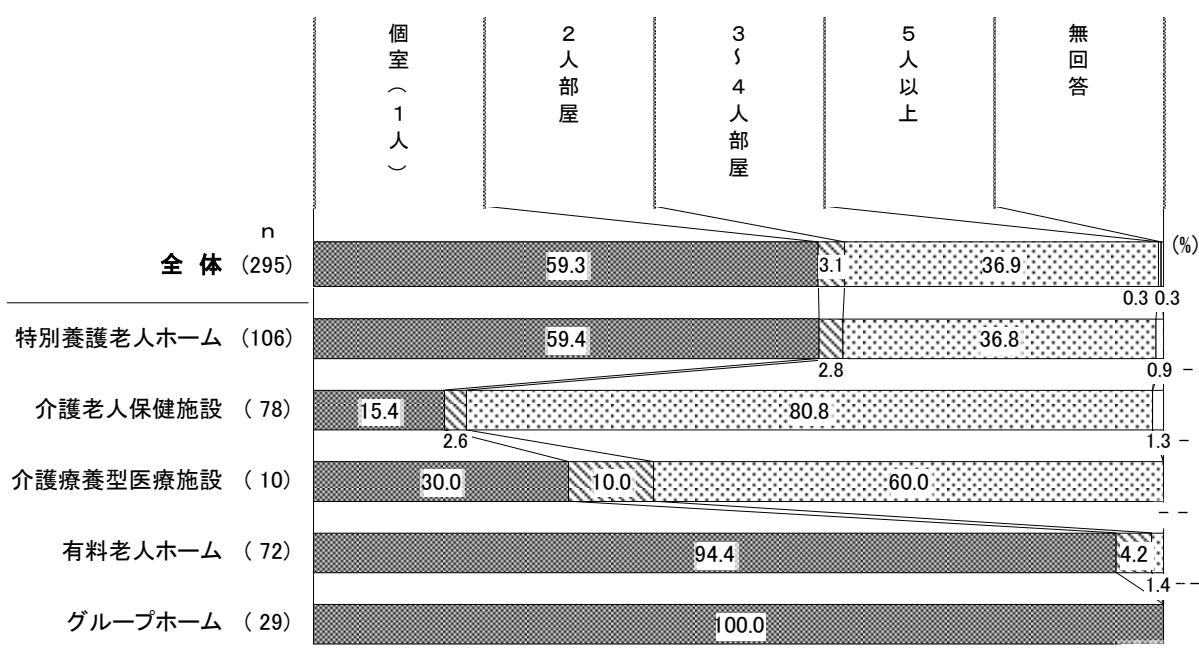 個室（1人）
2人部屋
3～4人部屋
5人以上
無回答
n
(%)
全 体 (295) 59.3 3.1 36.9
0.3 0.3
特別養護老人ホーム (106) 59.4 36.8
2.8 0.9 -
介護老人保健施設 ( 78) 15.4 80.8
2.6 1.3 -
介護療養型医療施設 ( 10) 30.0 10.0 60.0
- -
有料老人ホーム ( 72) 94.4 4.2
1.4 - -
グループホーム ( 29) 100.0